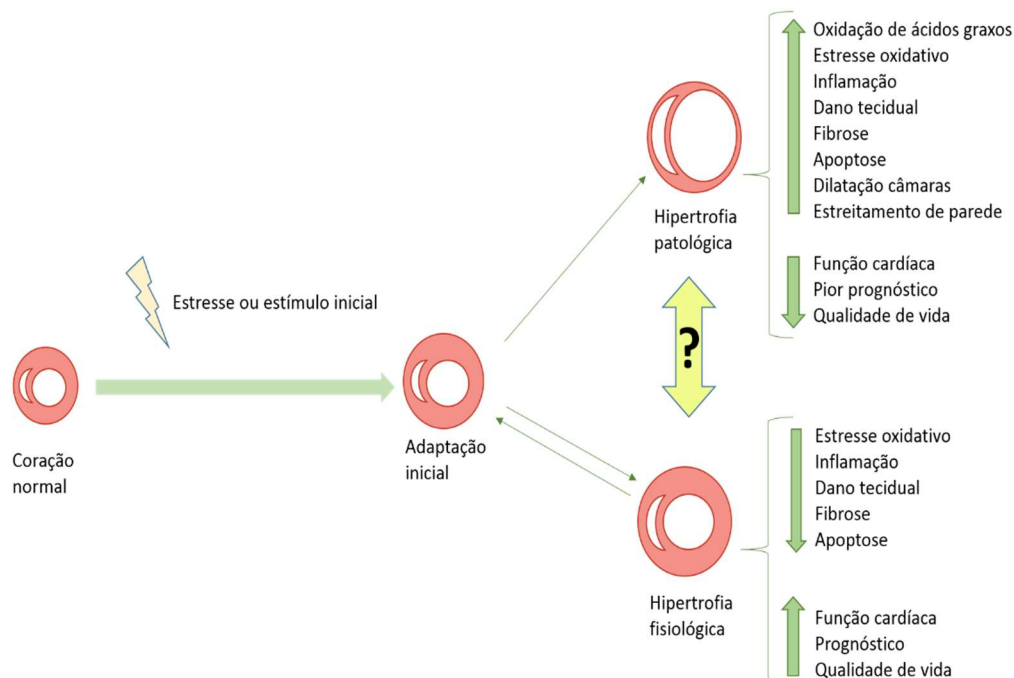 Oxidação de ácidos graxos
Estresse oxidativo
Inflamação
Dano tecidual
Fibrose
Apoptose
Dilatação câmaras
Estreitamento de parede
Hipertrofia
patológica
Função cardíaca
Pior prognóstico
Qualidade de vida
Estresse ou estímulo inicial
?
Coração
normal
Adaptação
inicial
Estresse oxidativo
Inflamação
Dano tecidual
Fibrose
Apoptose
Hipertrofia
fisiológica
Função cardíaca
Prognóstico
Qualidade de vida